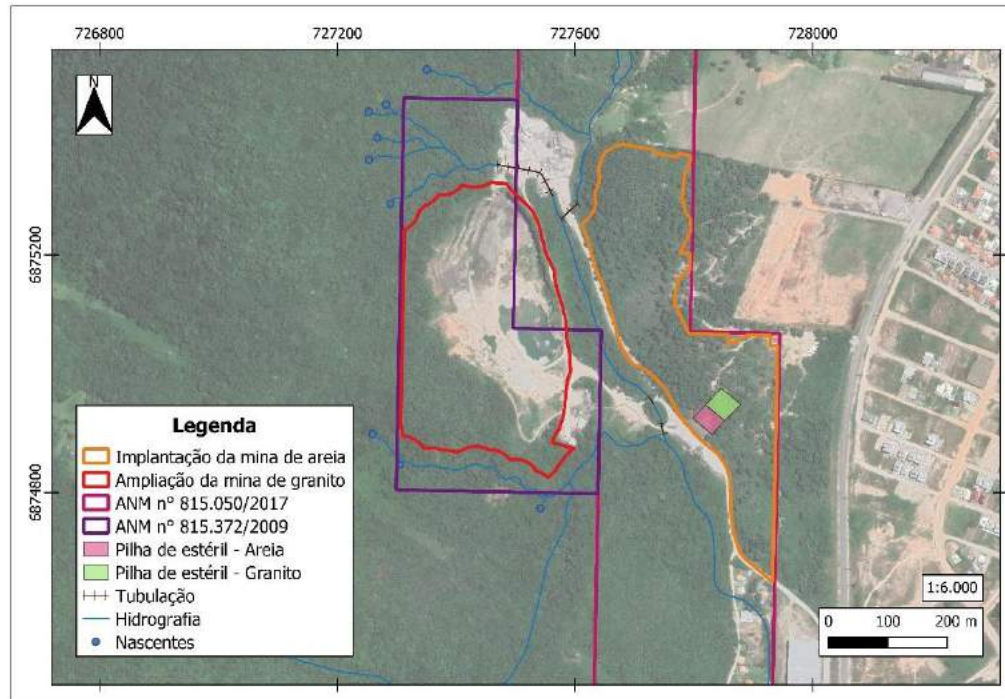 726800 727200 727600 728000
N
6875200
6874800
Legenda
Implantação da mina de areia
Ampliação da mina de granito
ANM n° 815.050/2017
ANM n° 815.372/2009
Pilha de estéril - Areia
Pilha de estéril - Granito
Tubulação
Hidrografia
Nascentes
1:6.000
0 100 200 m